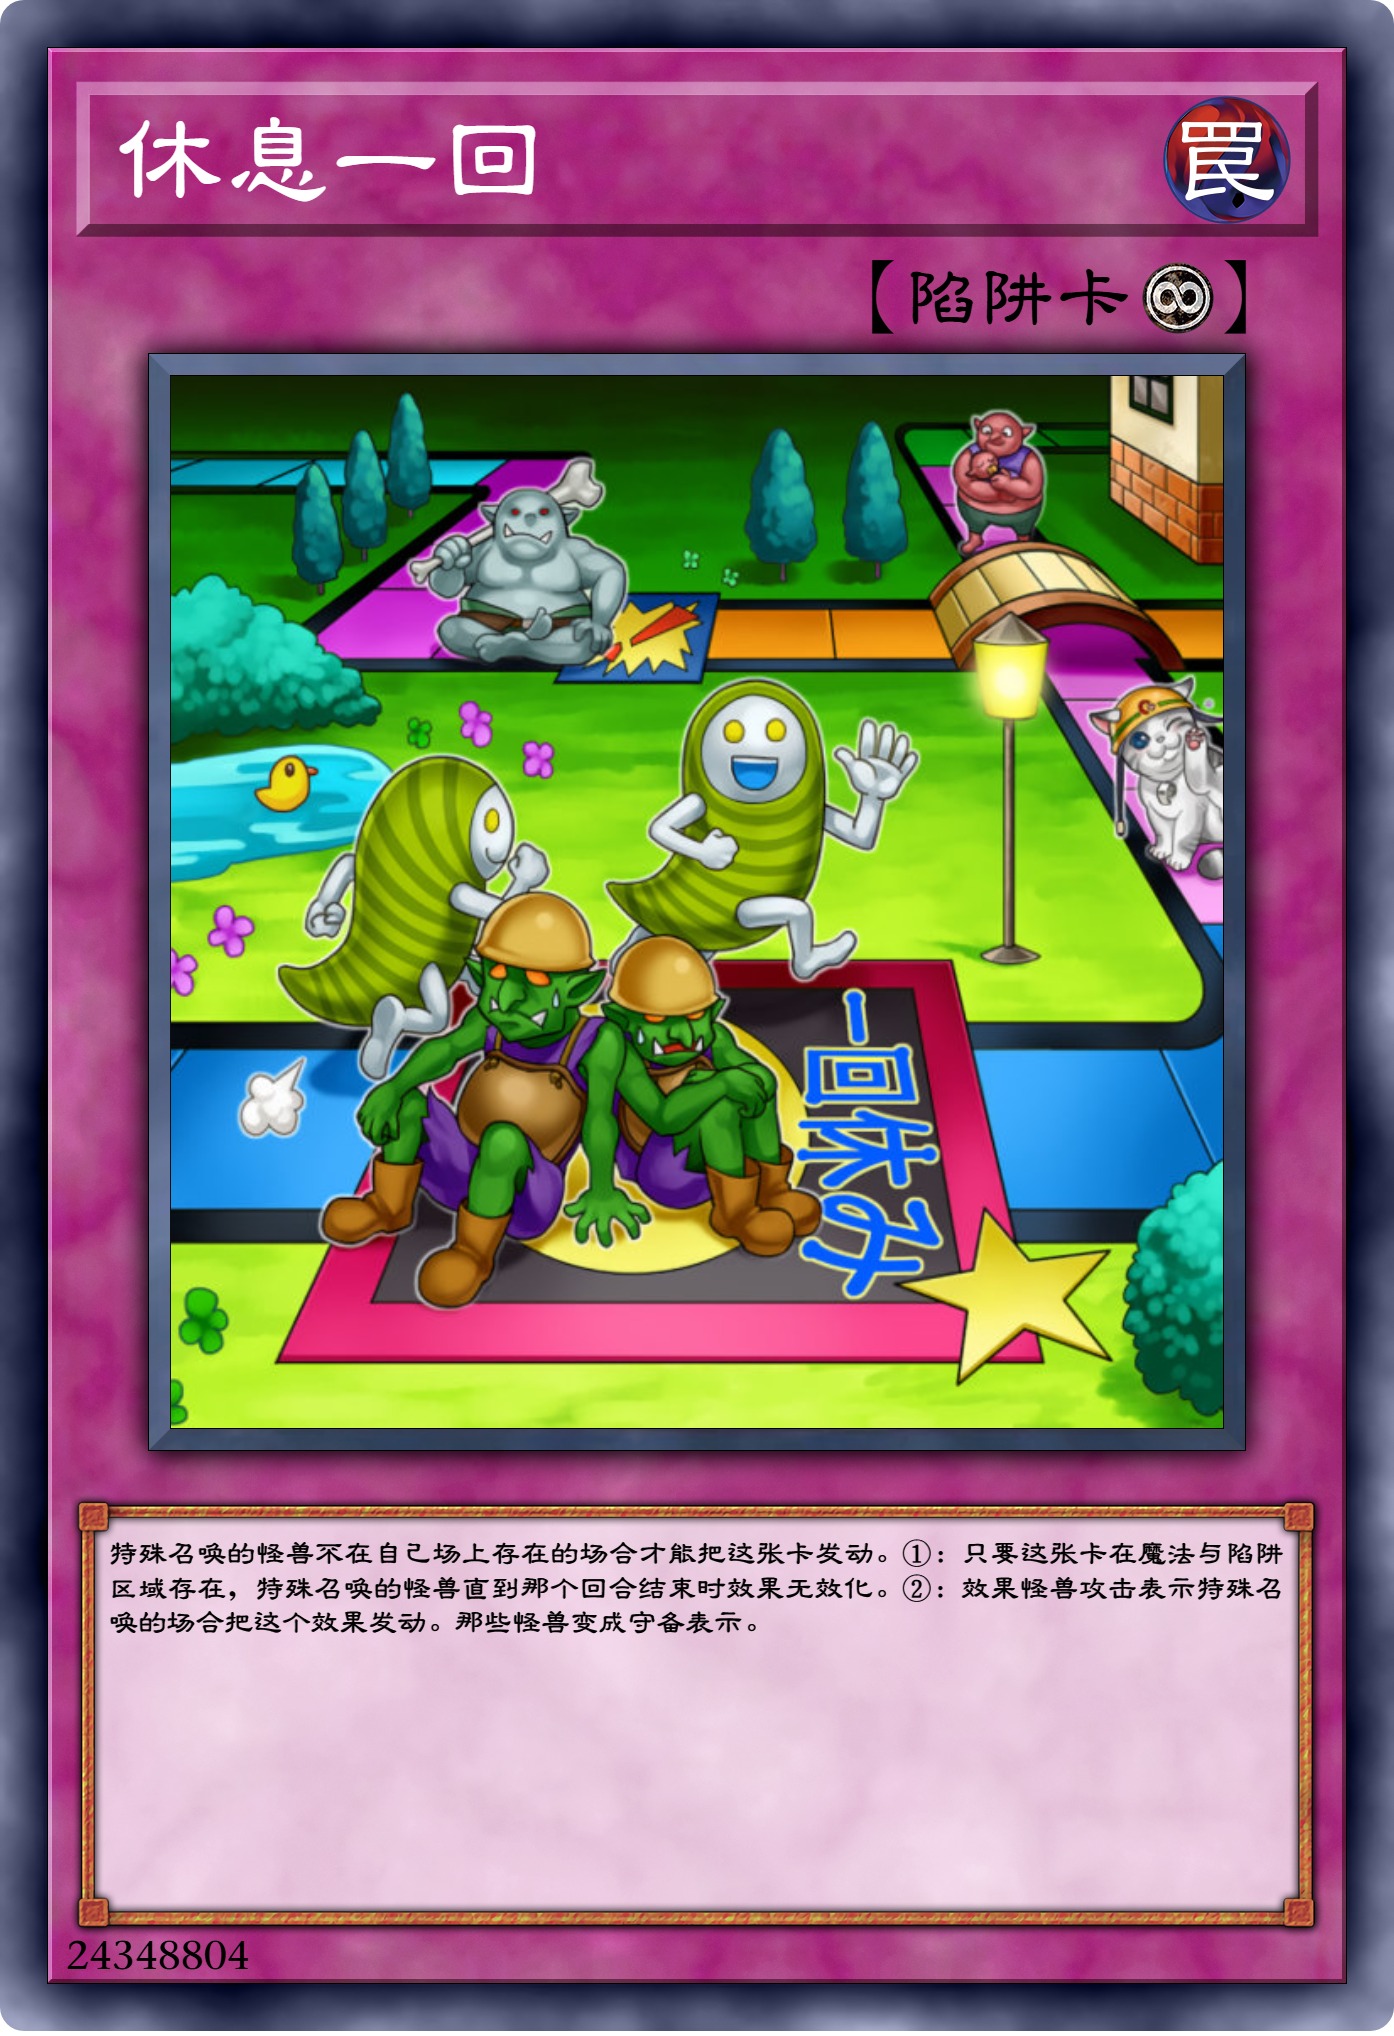 休息一回
罠
【陷阱卡】
一回休み
特殊召唤的怪兽不在自己场上存在的场合才能把这张卡发动。①：只要这张卡在魔法与陷阱
区域存在，特殊召唤的怪兽直到那个回合结束时效果无效化。②：效果怪兽攻击表示特殊召
唤的场合把这个效果发动。那些怪兽变成守备表示。
24348804